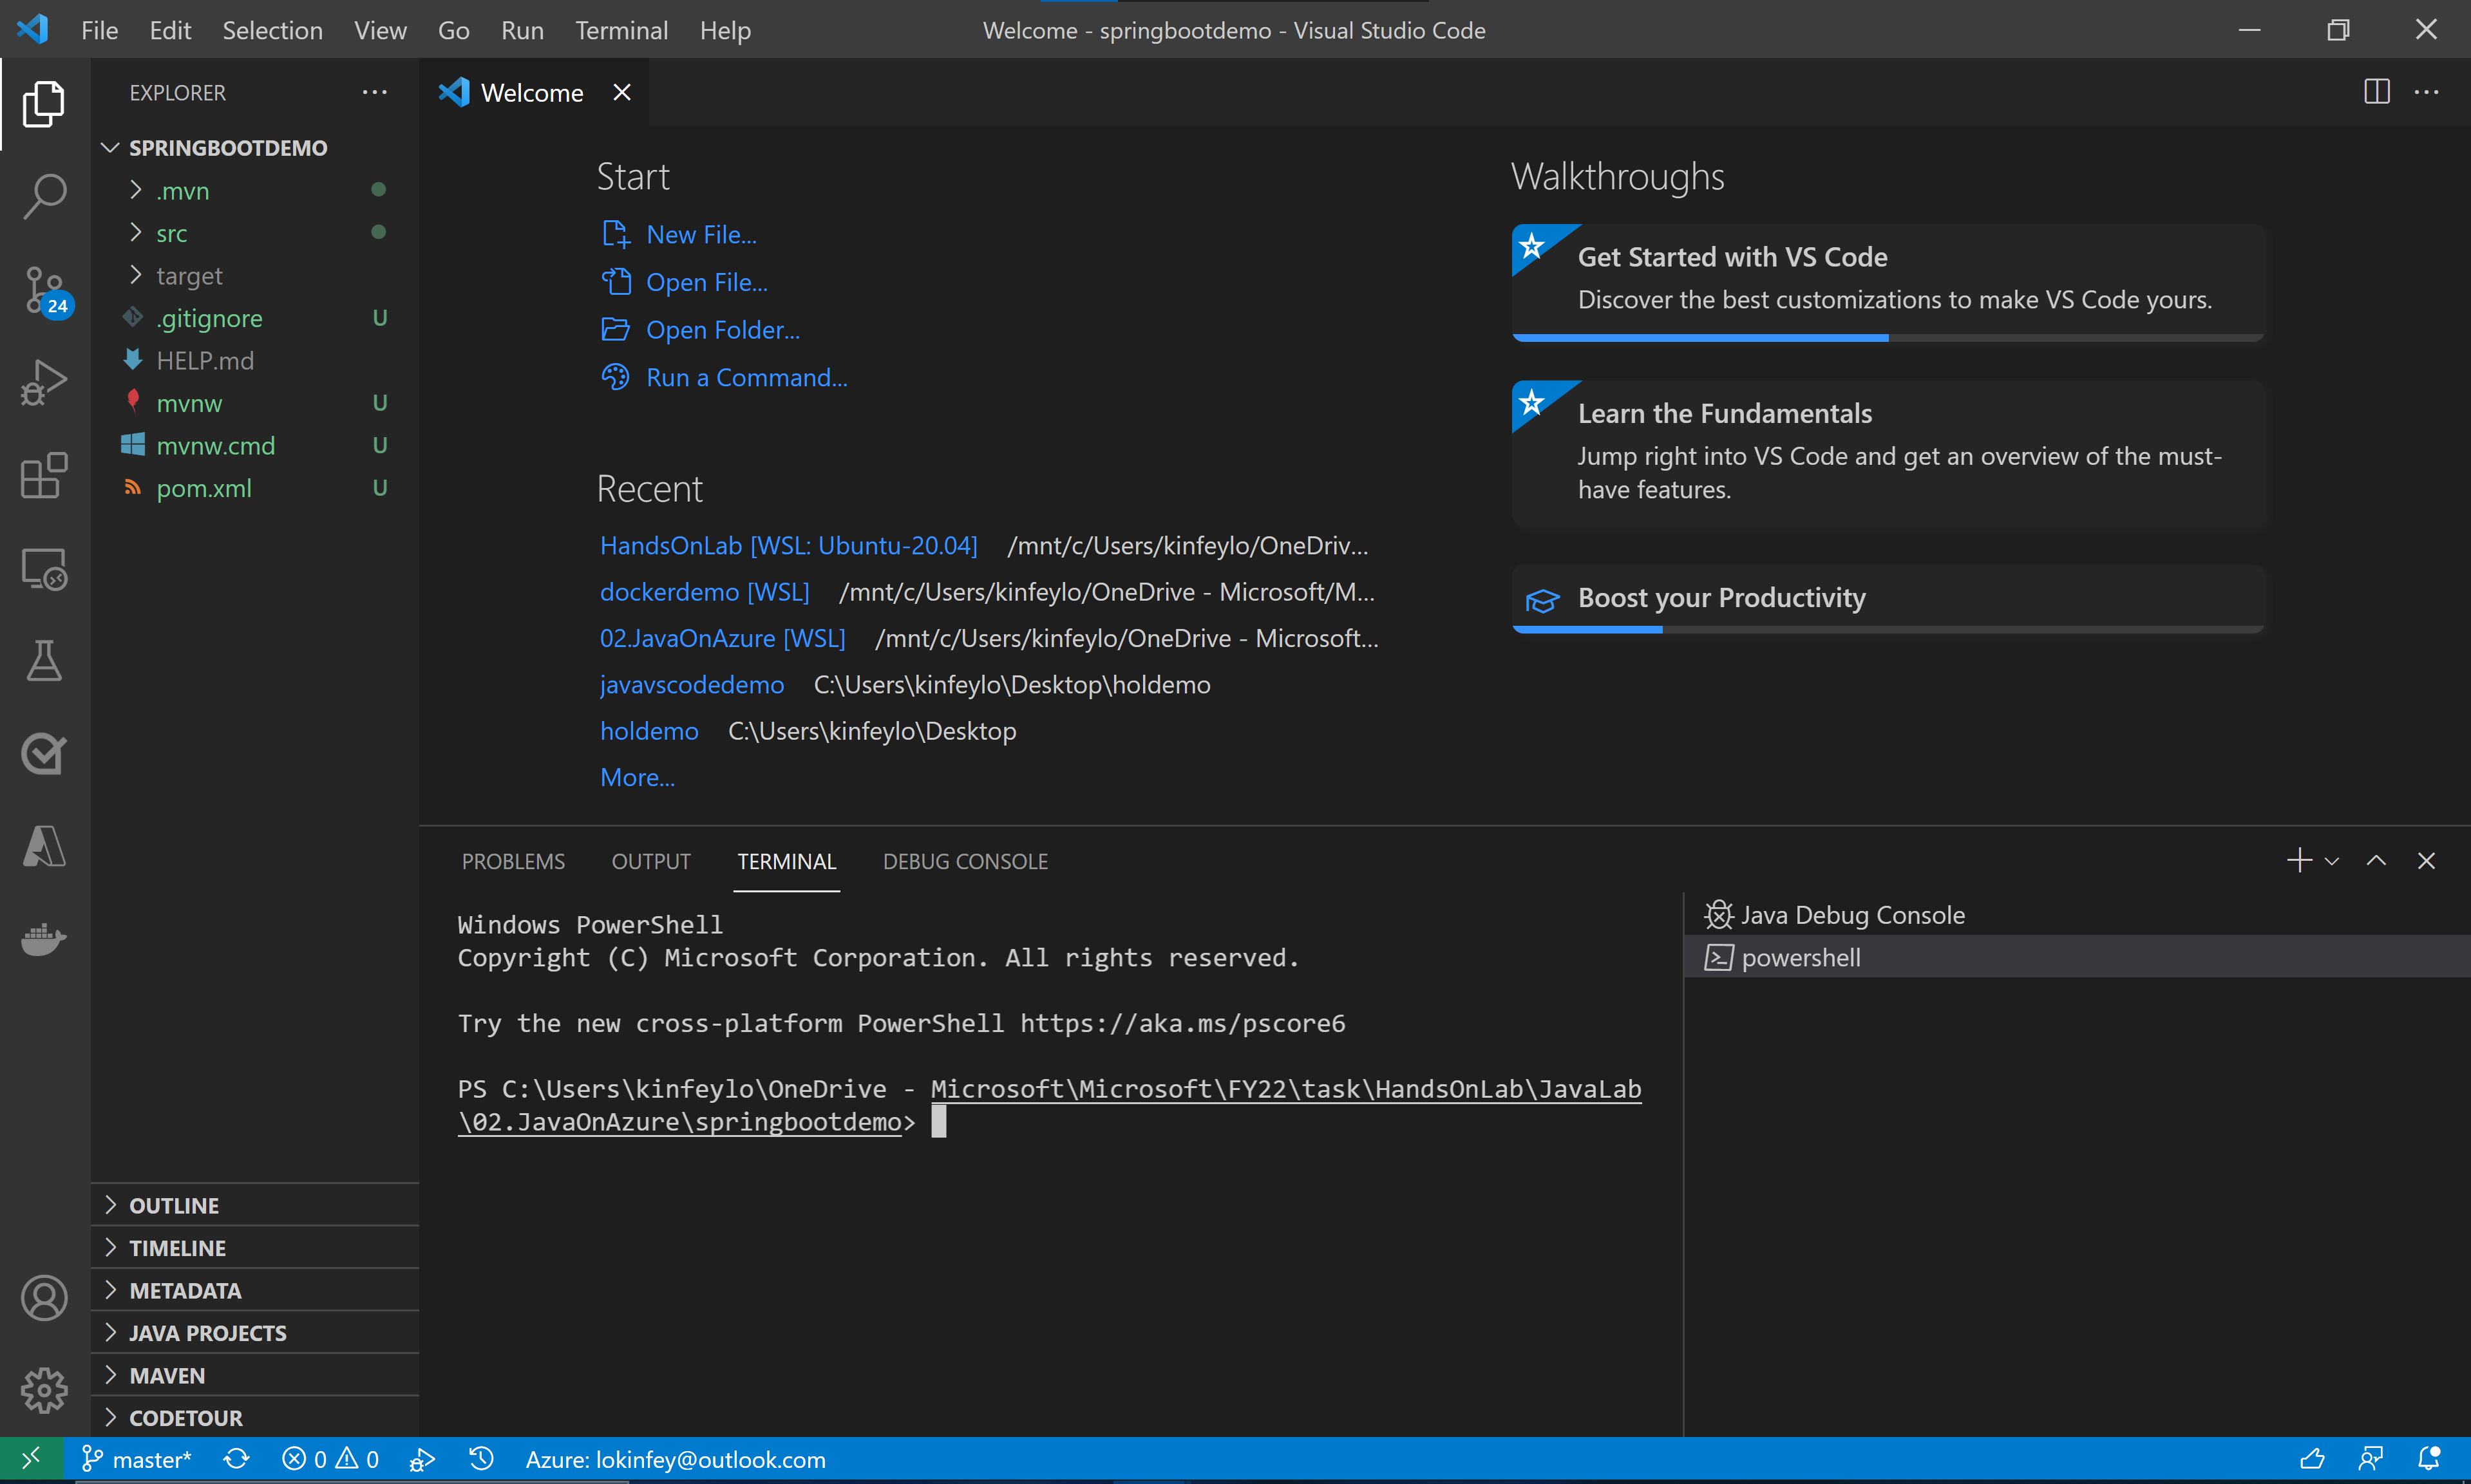 File Edit Selection View Go Run Terminal Help Welcome - springbootdemo - Visual Studio Code
EXPLORER
SPRINGBOOTDEMO
.mvn
src
target
.gitignore U
HELP.md
mvnw U
mvnw.cmd U
pom.xml U
24
OUTLINE
TIMELINE
METADATA
JAVA PROJECTS
MAVEN
CODETOUR
Welcome
Start
New File...
Open File...
Open Folder...
Run a Command...
Recent
HandsOnLab [WSL: Ubuntu-20.04] /mnt/c/Users/kinfeylo/OneDriv...
dockerdemo [WSL] /mnt/c/Users/kinfeylo/OneDrive - Microsoft/M...
02.JavaOnAzure [WSL] /mnt/c/Users/kinfeylo/OneDrive - Microsoft...
javavscodedemo C:\Users\kinfeylo\Desktop\holdemo
holdemo C:\Users\kinfeylo\Desktop
More...
Walkthroughs
Get Started with VS Code
Discover the best customizations to make VS Code yours.
Learn the Fundamentals
Jump right into VS Code and get an overview of the must-
have features.
Boost your Productivity
PROBLEMS OUTPUT TERMINAL DEBUG CONSOLE
Windows PowerShell
Copyright (C) Microsoft Corporation. All rights reserved.
Try the new cross-platform PowerShell https://aka.ms/pscore6
PS C:\Users\kinfeylo\OneDrive - Microsoft\Microsoft\FY22\task\HandsOnLab\JavaLab
\02.JavaOnAzure\springbootdemo>
Java Debug Console
powershell
master* 0 0 Azure: lokinfey@outlook.com